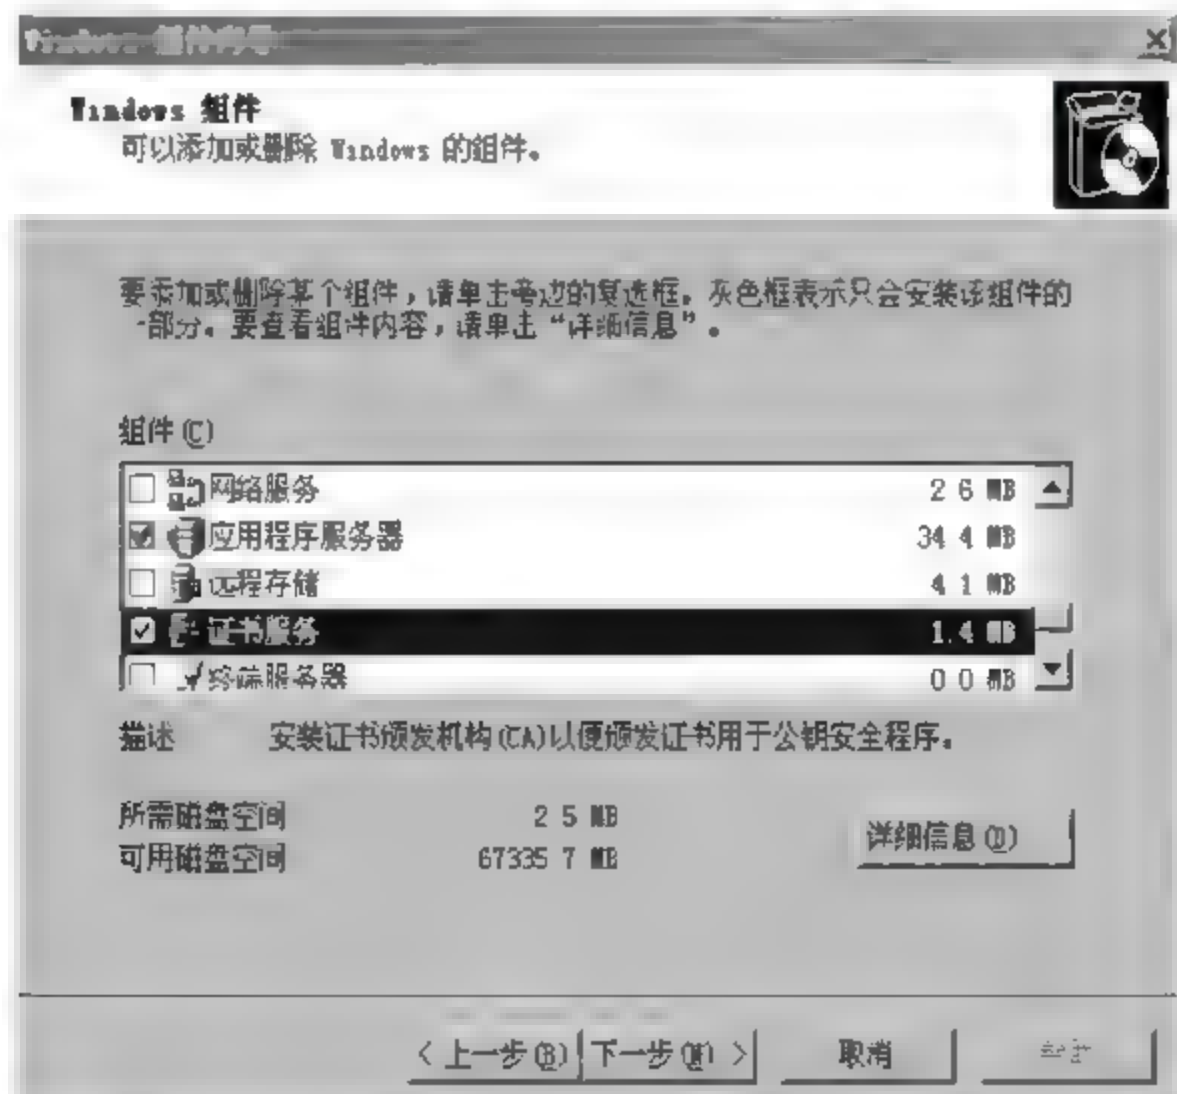 Windows 组件向导
Windows 组件
可以添加或删除 Windows 的组件。
要添加或删除某个组件，请单击旁边的复选框。灰色框表示只会安装该组件的
一部分。要查看组件内容，请单击“详细信息”。
组件(C)
网络服务 2 6 MB
应用程序服务器 34 4 MB
远程存储 4 1 MB
证书服务 1.4 MB
终端服务器 0 0 MB
描述 安装证书颁发机构(CA)以便颁发证书用于公钥安全程序。
所需磁盘空间 2 5 MB
可用磁盘空间 67335 7 MB
详细信息(D)
< 上一步(B) 下一步(N) > 取消